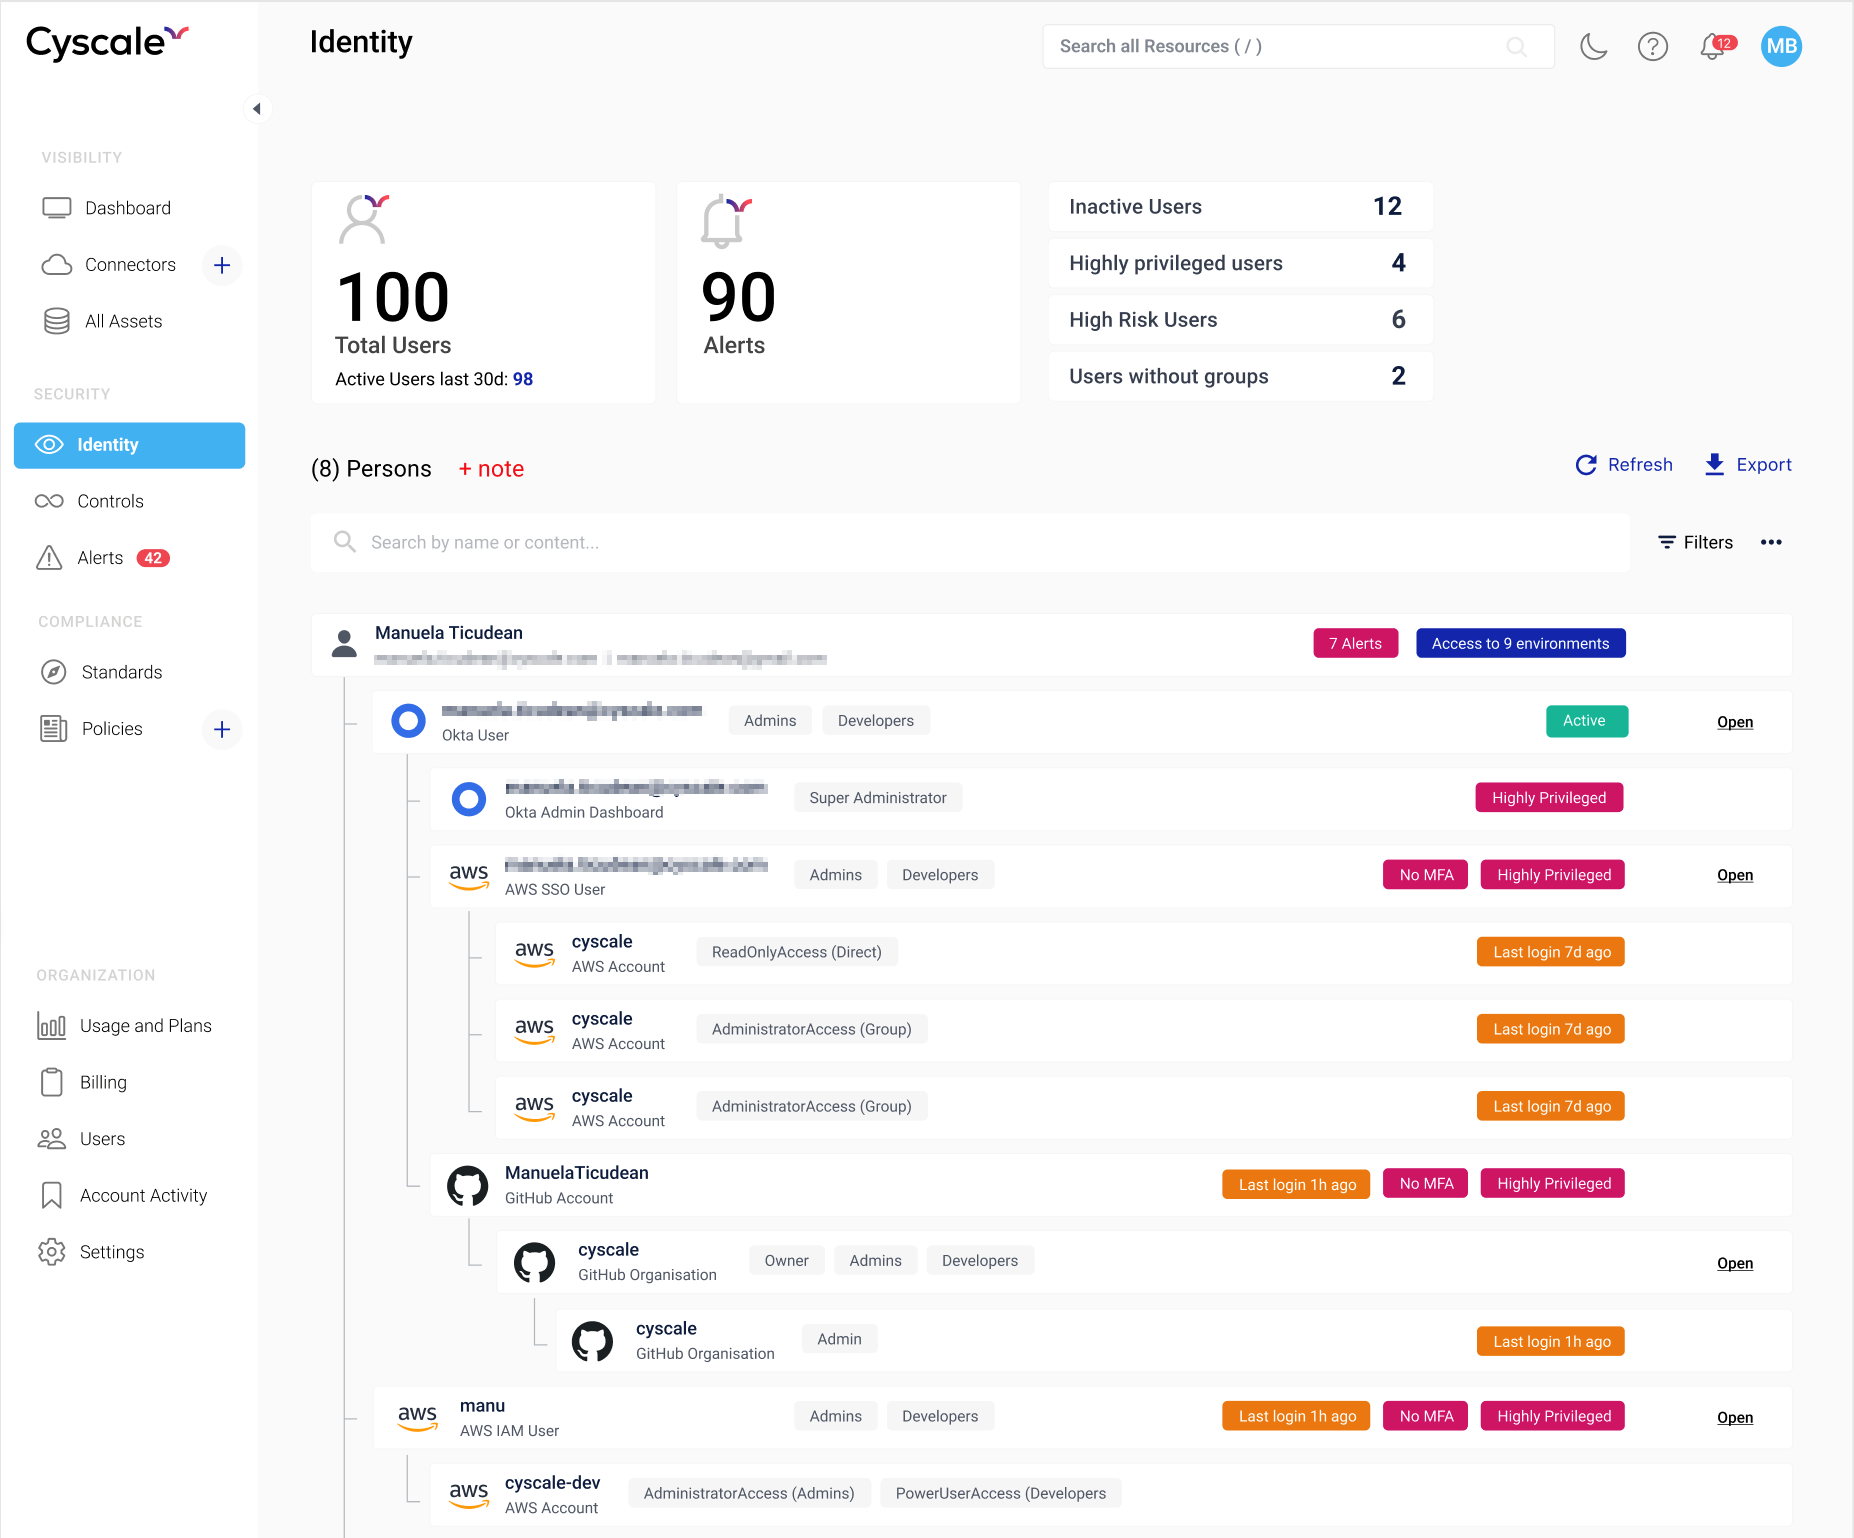 Cyscale
Identity
Search all Resources ( / )
12
MB
VISIBILITY
Dashboard
Connectors
All Assets
SECURITY
Identity
Controls
Alerts 42
COMPLIANCE
Standards
Policies
ORGANIZATION
Usage and Plans
Billing
Users
Account Activity
Settings
100
Total Users
Active Users last 30d: 98
90
Alerts
Inactive Users 12
Highly privileged users 4
High Risk Users 6
Users without groups 2
(8) Persons + note
Refresh Export
Search by name or content...
Filters
Manuela Ticudean
7 Alerts Access to 9 environments
Admins Developers Active Open
Okta User
Super Administrator Highly Privileged
Okta Admin Dashboard
aws Admins Developers No MFA Highly Privileged Open
AWS SSO User
aws cyscale ReadOnlyAccess (Direct) Last login 7d ago
AWS Account
aws cyscale AdministratorAccess (Group) Last login 7d ago
AWS Account
aws cyscale AdministratorAccess (Group) Last login 7d ago
AWS Account
ManuelaTicudean Last login 1h ago No MFA Highly Privileged
GitHub Account
cyscale Owner Admins Developers Open
GitHub Organisation
cyscale Admin Last login 1h ago
GitHub Organisation
aws manu Admins Developers Last login 1h ago No MFA Highly Privileged Open
AWS IAM User
aws cyscale-dev AdministratorAccess (Admins) PowerUserAccess (Developers
AWS Account